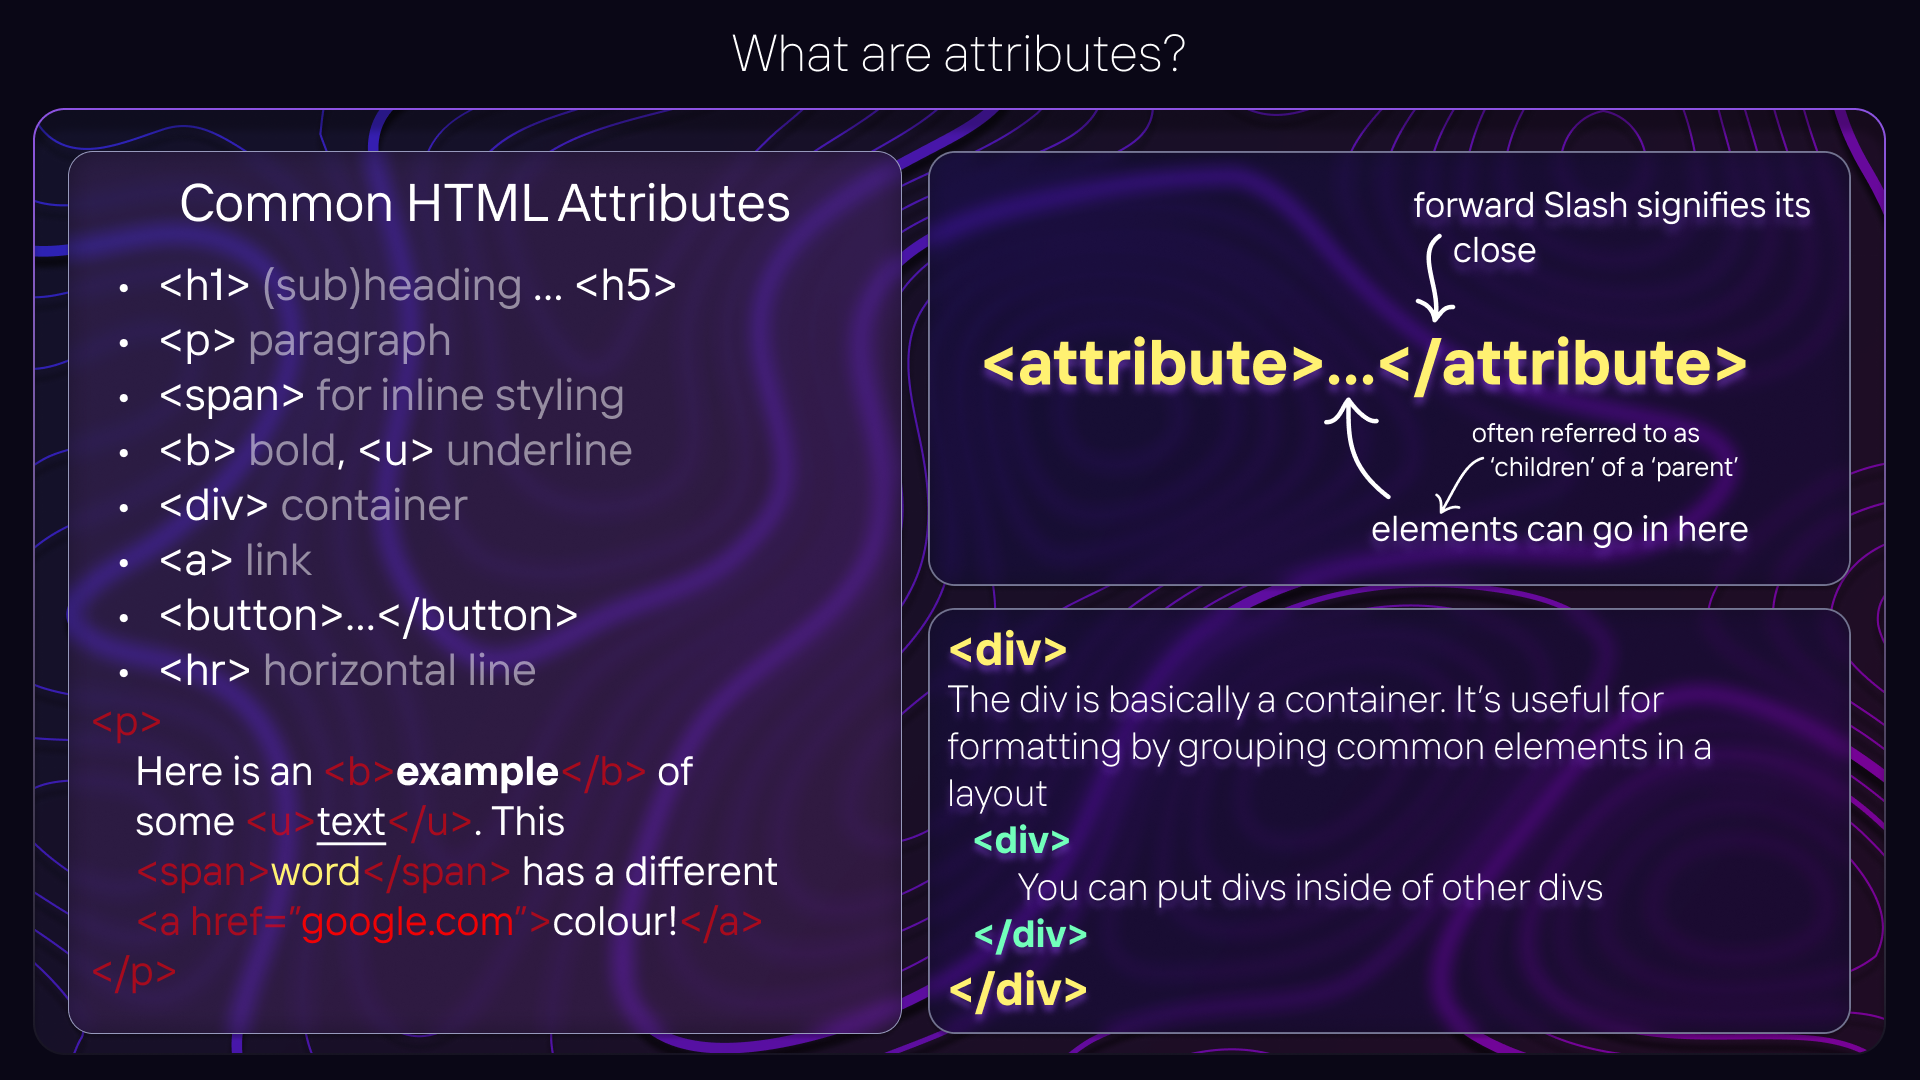 What are attributes?
Common HTML Attributes
• <h1> (sub)heading ... <h5>
• <p> paragraph
• <span> for inline styling
• <b> bold, <u> underline
• <div> container
• <a> link
• <button>...</button>
• <hr> horizontal line
<p>
Here is an <b>example</b> of
some <u>text</u>. This
<span>word</span> has a different
<a href=”google.com”>colour!</a>
</p>
forward Slash signifies its
close
<attribute>...</attribute>
often referred to as
‘children’ of a ‘parent’
elements can go in here
<div>
The div is basically a container. It’s useful for
formatting by grouping common elements in a
layout
<div>
You can put divs inside of other divs
</div>
</div>